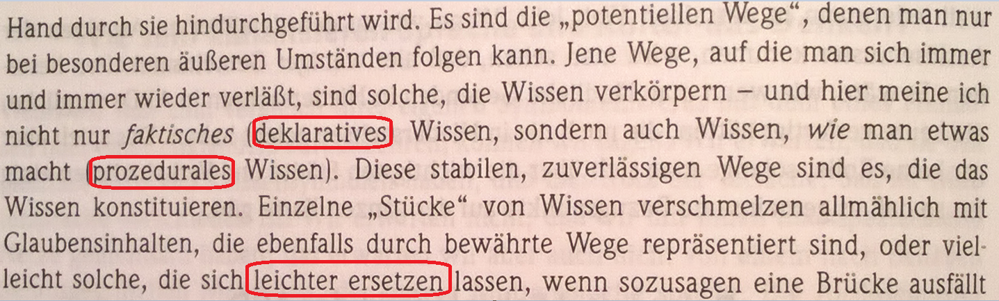 Hand durch sie hindurchgeführt wird. Es sind die „potentiellen Wege“, denen man nur
bei besonderen äußeren Umständen folgen kann. Jene Wege, auf die man sich immer
und immer wieder verläßt, sind solche, die Wissen verkörpern – und hier meine ich
nicht nur faktisches (deklaratives Wissen, sondern auch Wissen, wie man etwas
macht (prozedurales Wissen). Diese stabilen, zuverlässigen Wege sind es, die das
Wissen konstituieren. Einzelne „Stücke“ von Wissen verschmelzen allmählich mit
Glaubensinhalten, die ebenfalls durch bewährte Wege repräsentiert sind, oder viel-
leicht solche, die sich leichter ersetzen lassen, wenn sozusagen eine Brücke ausfällt